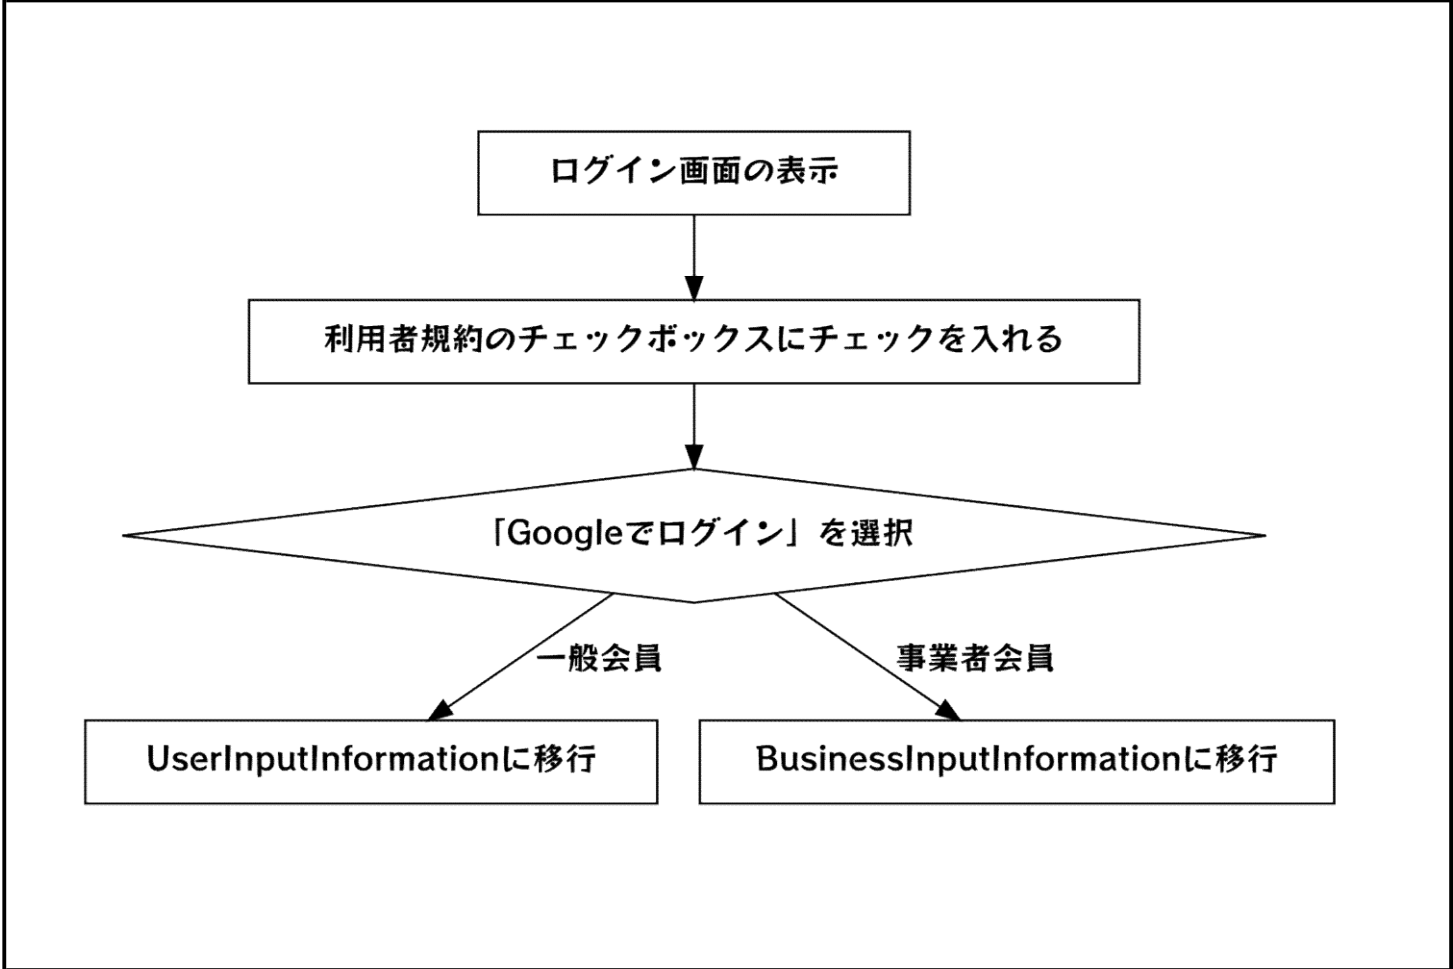 ログイン画面の表示
利用者規約のチェックボックスにチェックを入れる
「Googleでログイン」を選択
一般会員
事業者会員
UserInputInformationに移行
BusinessInputInformationに移行